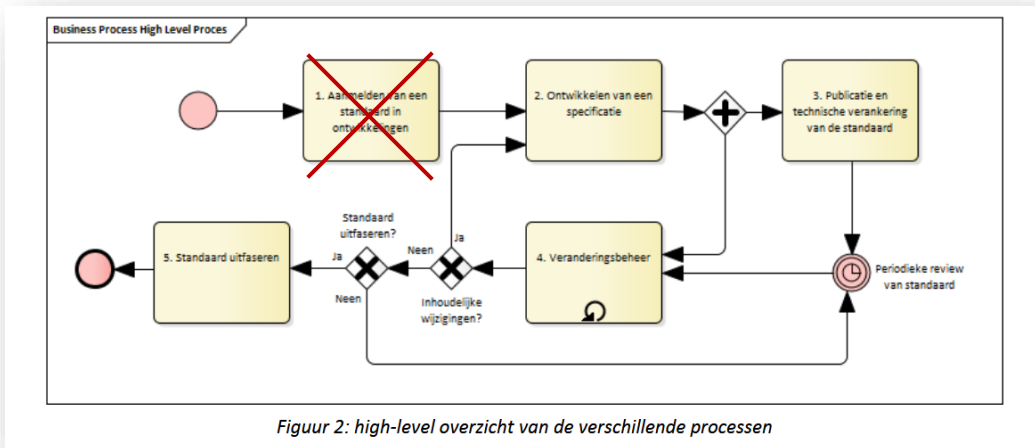 Business Process High Level Proces
1. Aanmelden van een
standaard in
ontwikkelingen
2. Ontwikkelen van een
specificatie
3. Publicatie en
technische verankering
van de standaard
Standaard
uitfaseren?
Ja
Neen
Ja
Neen
5. Standaard uitfaseren
4. Veranderingsbeheer
Inhoudelijke
wijzigingen?
Periodieke review
van standaard
Figuur 2: high-level overzicht van de verschillende processen